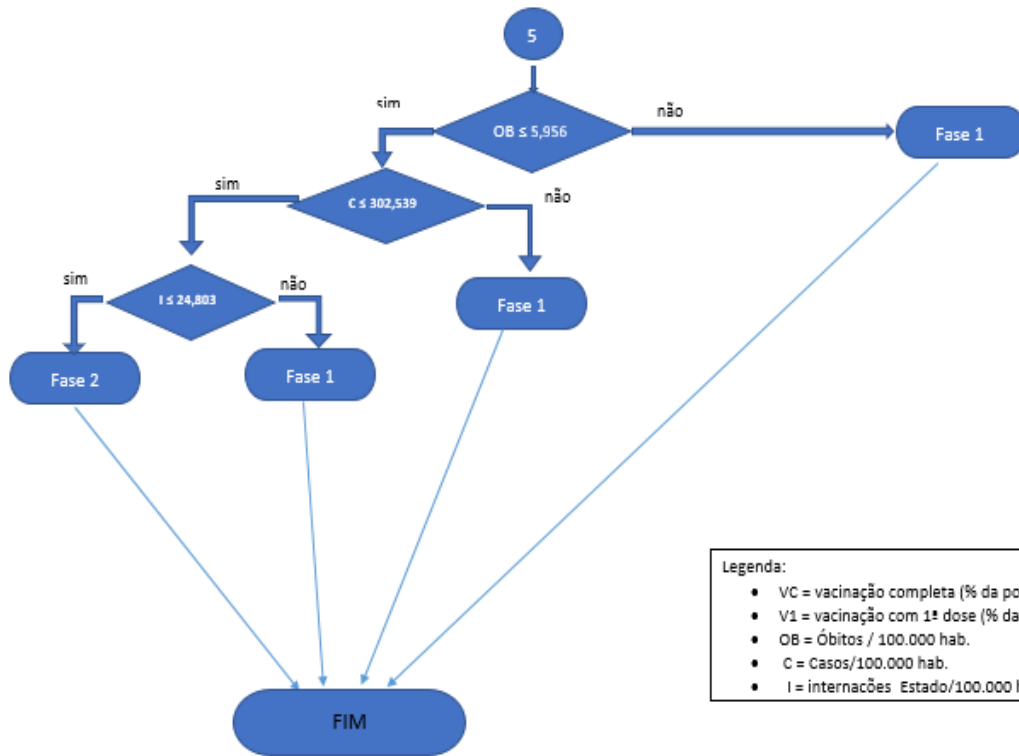 5
sim
OB ≤ 5,956
não
Fase 1
sim
C ≤ 302,539
não
sim
I ≤ 24,803
não
Fase 1
Fase 2
Fase 1
FIM
Legenda:
• VC = vacinação completa (% da po
• V1 = vacinação com 1ª dose (% da
• OB = Óbitos / 100.000 hab.
• C = Casos/100.000 hab.
• I = internacões Estado/100.000 h